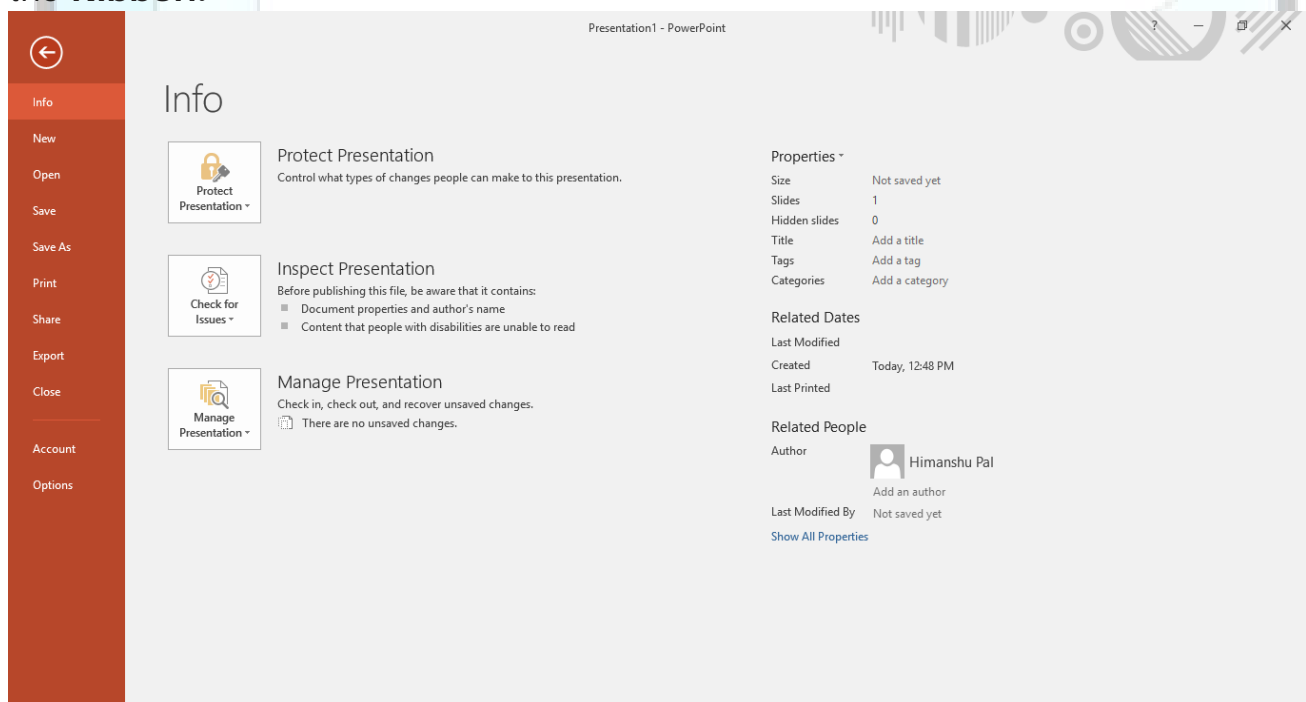 the Ribbon.
Presentation1 - PowerPoint
?
Info
New
Open
Save
Save As
Print
Share
Export
Close
Account
Options
Info
Protect Presentation
Protect Presentation
Control what types of changes people can make to this presentation.
Check for Issues
Inspect Presentation
Before publishing this file, be aware that it contains:
Document properties and author's name
Content that people with disabilities are unable to read
Manage Presentation
Manage Presentation
Check in, check out, and recover unsaved changes.
There are no unsaved changes.
Properties
Size Not saved yet
Slides 1
Hidden slides 0
Title Add a title
Tags Add a tag
Categories Add a category
Related Dates
Last Modified
Created Today, 12:48 PM
Last Printed
Related People
Author Himanshu Pal
Add an author
Last Modified By Not saved yet
Show All Properties